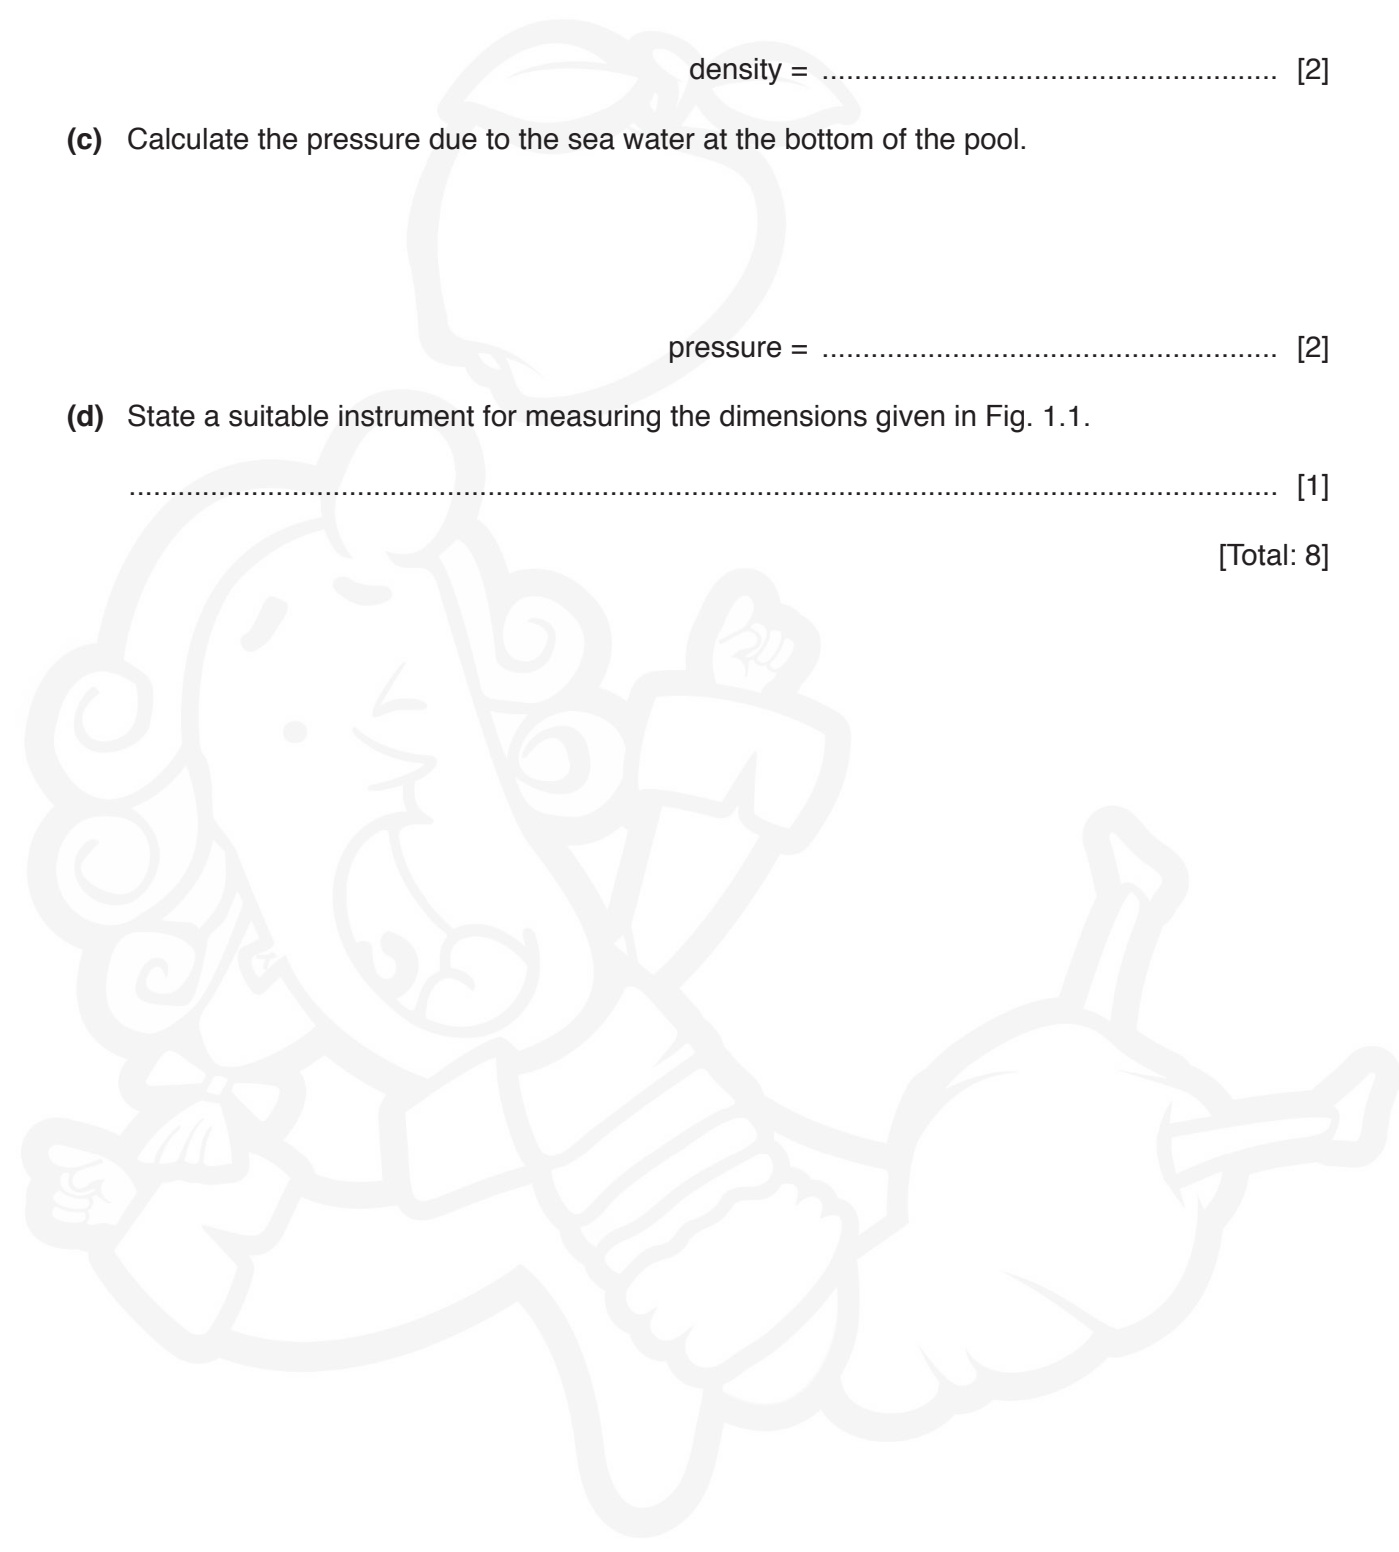 density = ........................................................ [2]
(c) Calculate the pressure due to the sea water at the bottom of the pool.
pressure = ........................................................ [2]
(d) State a suitable instrument for measuring the dimensions given in Fig. 1.1.
............................................................................................................................................. [1]
[Total: 8]